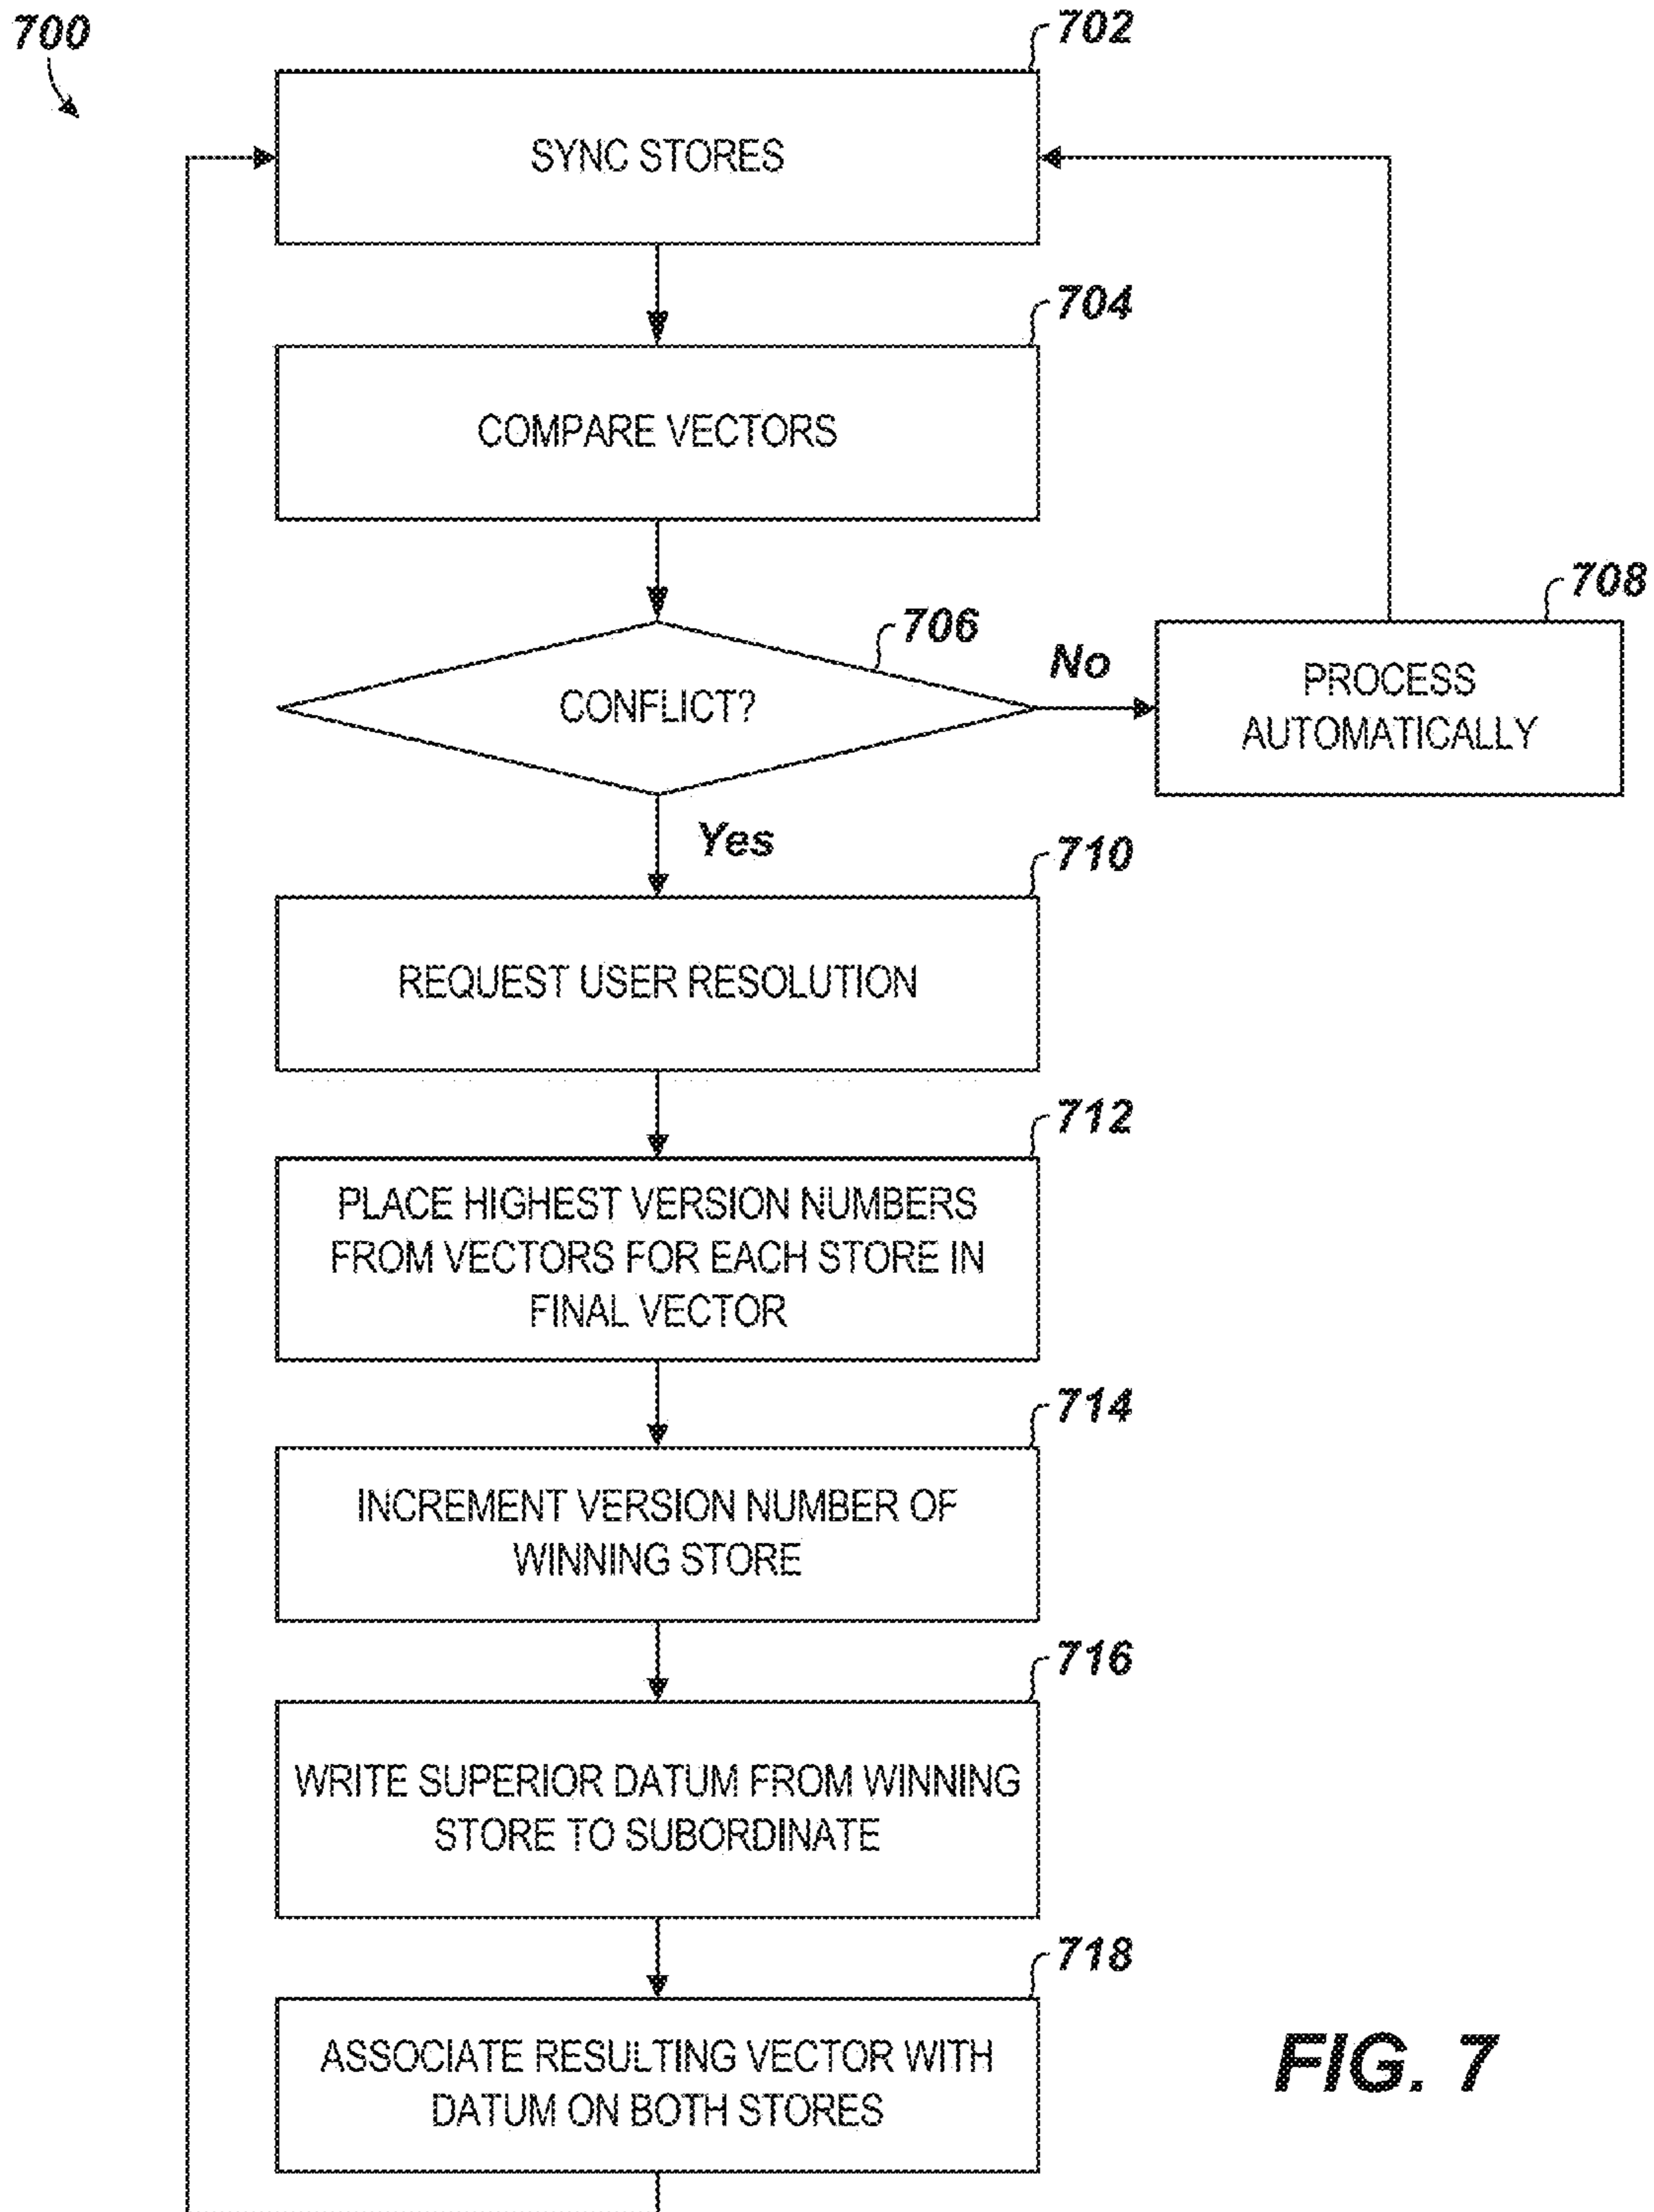 700
702
SYNC STORES
704
COMPARE VECTORS
706
CONFLICT?
No
708
PROCESS
AUTOMATICALLY
Yes
710
REQUEST USER RESOLUTION
712
PLACE HIGHEST VERSION NUMBERS
FROM VECTORS FOR EACH STORE IN
FINAL VECTOR
714
INCREMENT VERSION NUMBER OF
WINNING STORE
716
WRITE SUPERIOR DATUM FROM WINNING
STORE TO SUBORDINATE
718
ASSOCIATE RESULTING VECTOR WITH
DATUM ON BOTH STORES
FIG. 7